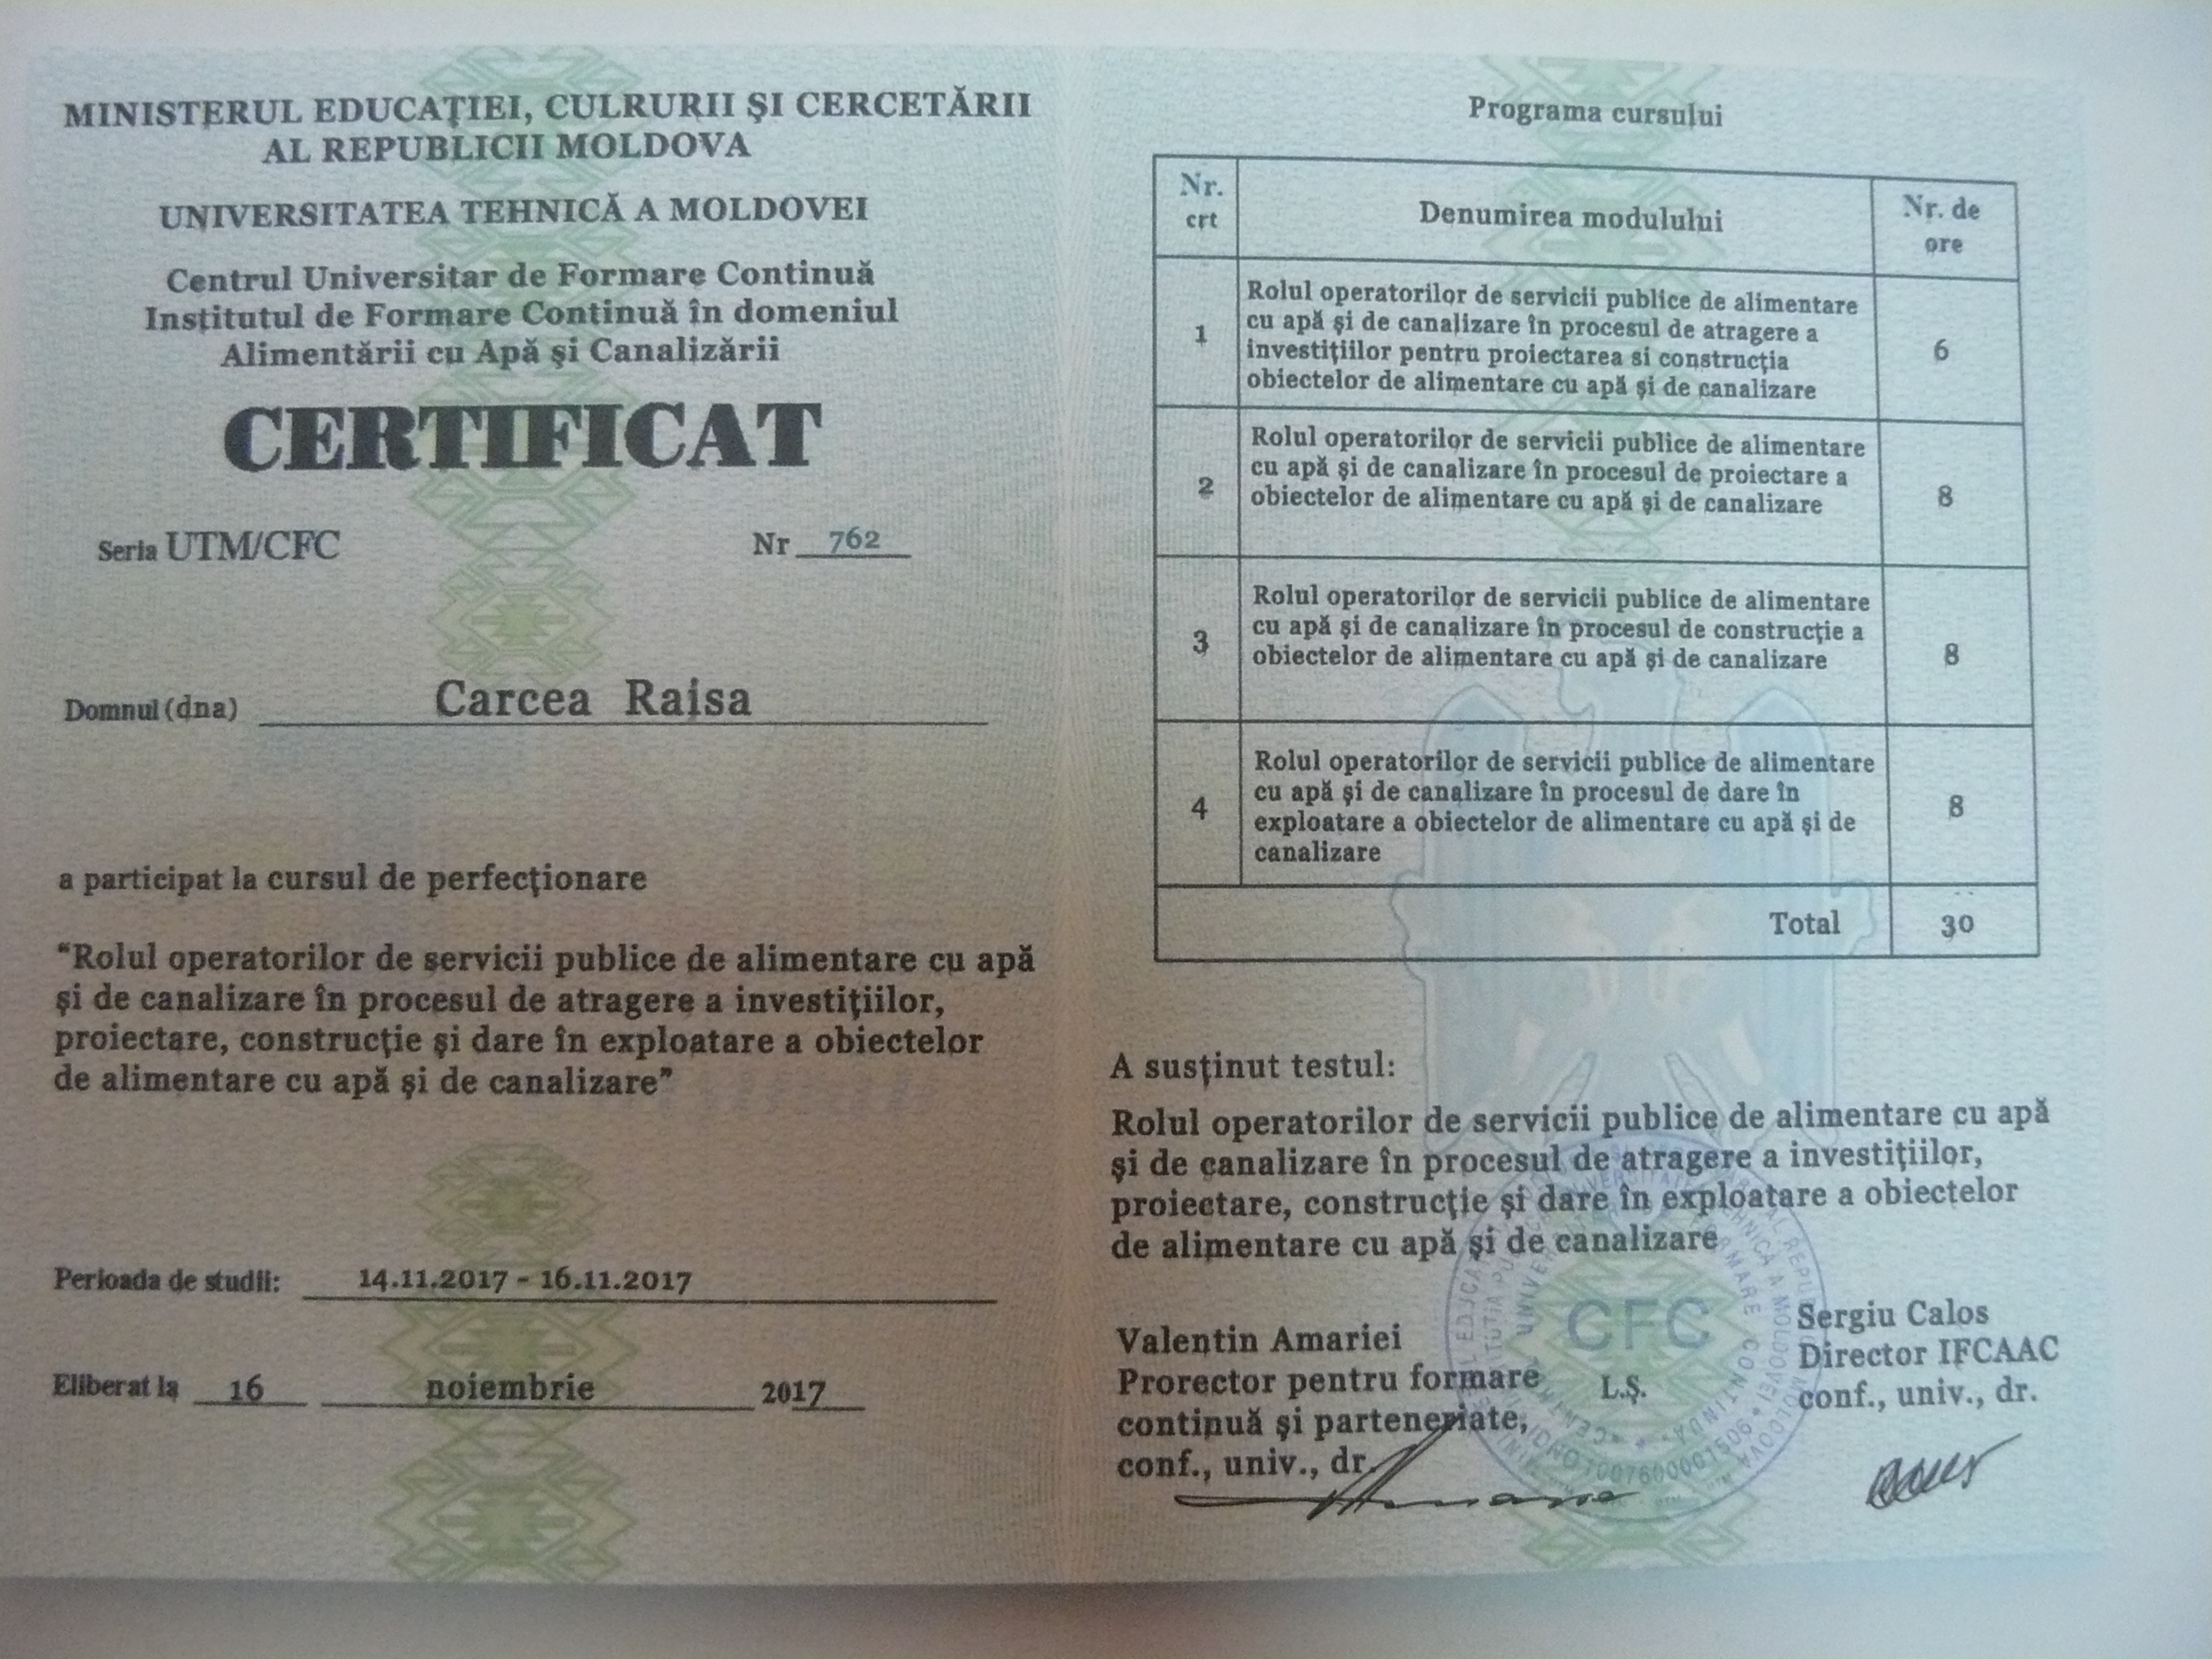 MINISTERUL EDUCAŢIEI, CULRURII ŞI CERCETĂRII
AL REPUBLICII MOLDOVA
UNIVERSITATEA TEHNICĂ A MOLDOVEI
Centrul Universitar de Formare Continuă
Institutul de Formare Continuă în domeniul
Alimentării cu Apă şi Canalizării
CERTIFICAT
Seria UTM/CFC Nr 762
Domnul (dna) Carcea Raisa
a participat la cursul de perfecţionare
“Rolul operatorilor de servicii publice de alimentare cu apă
şi de canalizare în procesul de atragere a investiţiilor,
proiectare, construcţie şi dare în exploatare a obiectelor
de alimentare cu apă şi de canalizare”
Perioada de studii: 14.11.2017 - 16.11.2017
Eliberat la 16 noiembrie 2017
Programa cursului
Nr. crt
Denumirea modulului
Nr. de ore
1
Rolul operatorilor de servicii publice de alimentare
cu apă şi de canalizare în procesul de atragere a
investiţiilor pentru proiectarea si construcţia
obiectelor de alimentare cu apă şi de canalizare
6
2
Rolul operatorilor de servicii publice de alimentare
cu apă şi de canalizare în procesul de proiectare a
obiectelor de alimentare cu apă şi de canalizare
8
3
Rolul operatorilor de servicii publice de alimentare
cu apă şi de canalizare în procesul de construcţie a
obiectelor de alimentare cu apă şi de canalizare
8
4
Rolul operatorilor de servicii publice de alimentare
cu apă şi de canalizare în procesul de dare în
exploatare a obiectelor de alimentare cu apă şi de
canalizare
8
Total 30
A susţinut testul:
Rolul operatorilor de servicii publice de alimentare cu apă
şi de canalizare în procesul de atragere a investiţiilor,
proiectare, construcţie şi dare în exploatare a obiectelor
de alimentare cu apă şi de canalizare
Valentin Amariei
Prorector pentru formare
continuă şi parteneriate,
conf., univ., dr.
CFC
L.Ş.
Sergiu Calos
Director IFCAAC
conf., univ., dr.